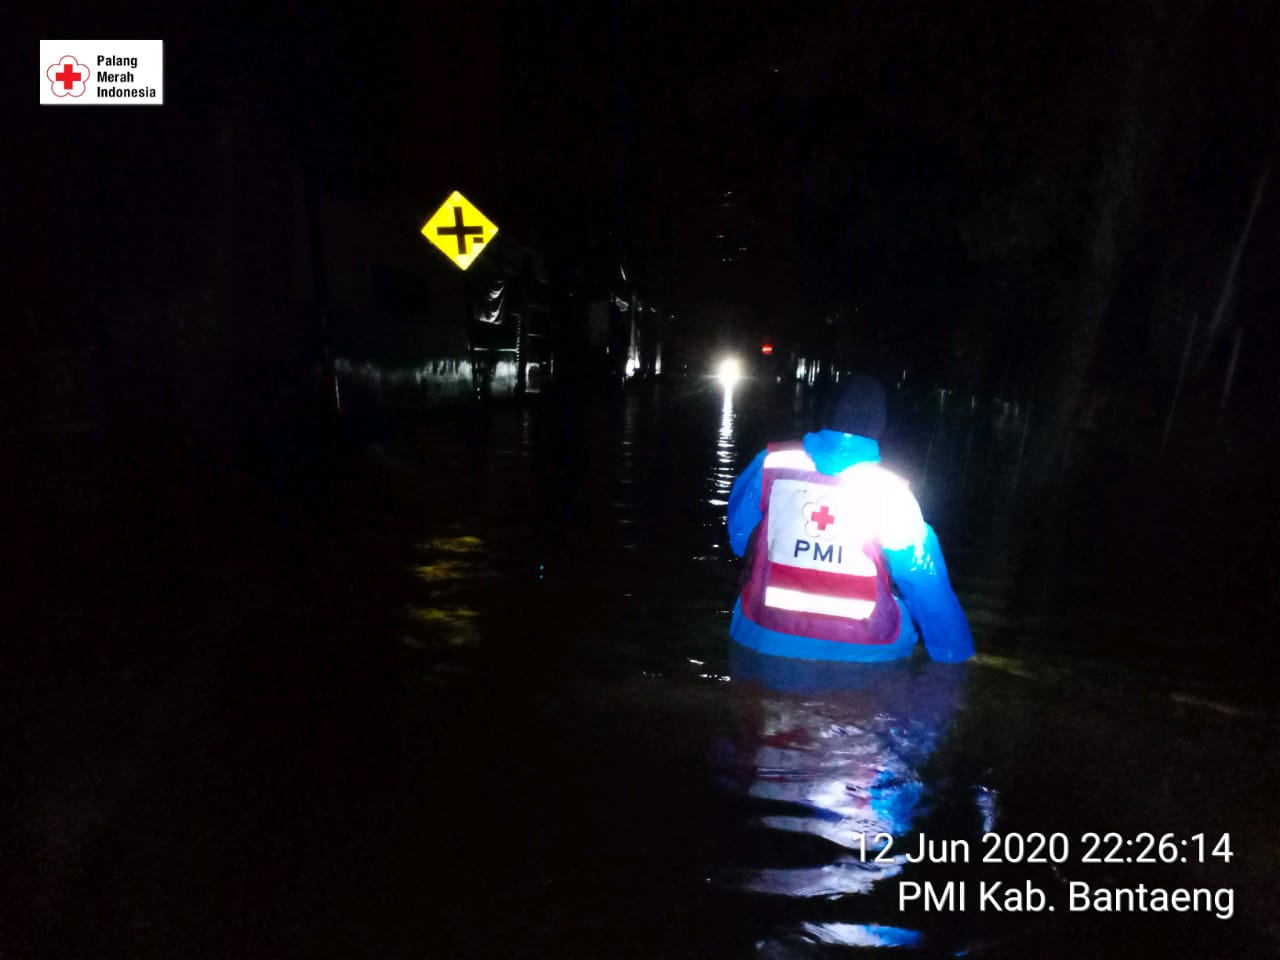 Palang
Merah
Indonesia
PMI
12 Jun 2020 22:26:14
PMI Kab. Bantaeng